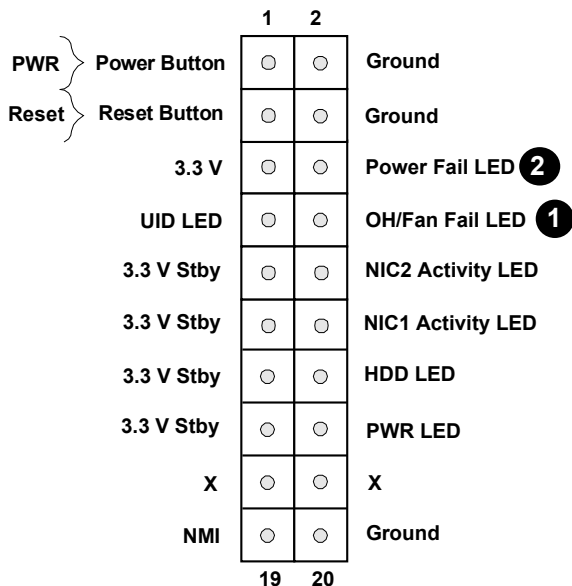 1 2
PWR Power Button Ground
Reset Reset Button Ground
3.3 V Power Fail LED 2
UID LED OH/Fan Fail LED 1
3.3 V Stby NIC2 Activity LED
3.3 V Stby NIC1 Activity LED
3.3 V Stby HDD LED
3.3 V Stby PWR LED
X X
NMI Ground
19 20